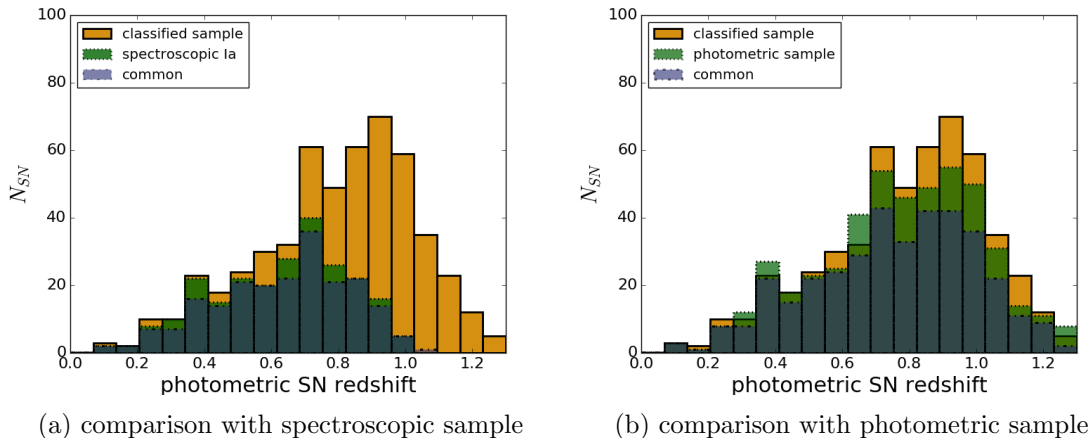 100
80
60
40
20
0
N_SN
classified sample
spectroscopic Ia
common
0.0 0.2 0.4 0.6 0.8 1.0 1.2
photometric SN redshift
(a) comparison with spectroscopic sample
100
80
60
40
20
0
N_SN
classified sample
photometric sample
common
0.0 0.2 0.4 0.6 0.8 1.0 1.2
photometric SN redshift
(b) comparison with photometric sample